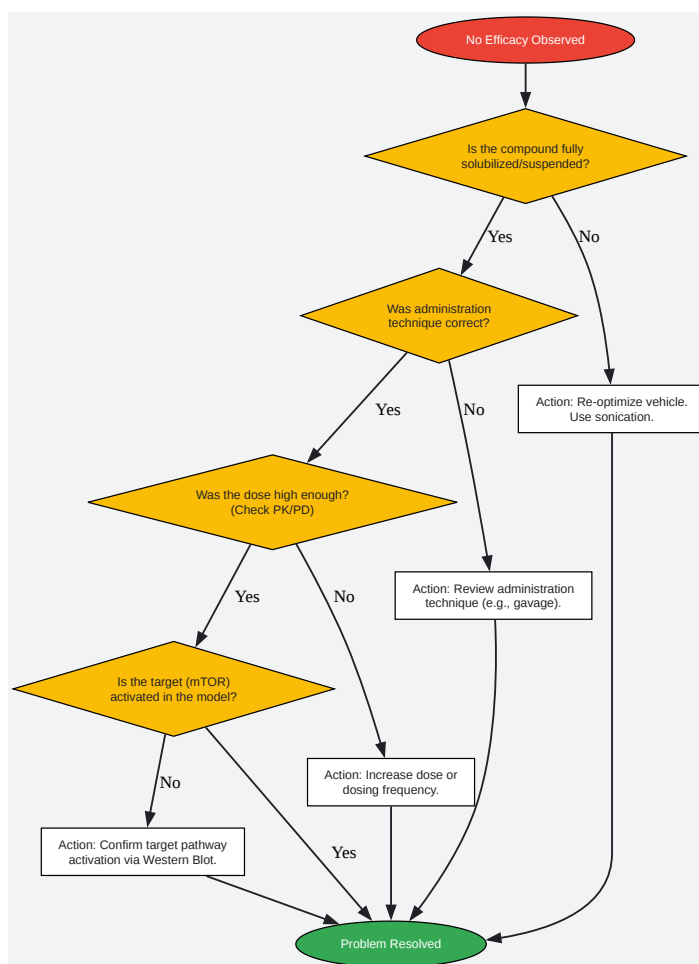 No Efficacy Observed
Is the compound fully
solubilized/suspended?
Yes
No
Was administration
technique correct?
Action: Re-optimize vehicle.
Use sonication.
Yes
No
Was the dose high enough?
(Check PK/PD)
Action: Review administration
technique (e.g., gavage).
Yes
No
Is the target (mTOR)
activated in the model?
Action: Increase dose or
dosing frequency.
No
Yes
Action: Confirm target pathway
activation via Western Blot.
Problem Resolved